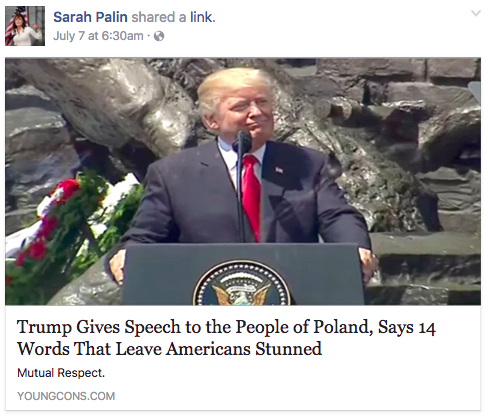 Sarah Palin shared a link.
July 7 at 6:30am ·
Trump Gives Speech to the People of Poland, Says 14
Words That Leave Americans Stunned
Mutual Respect.
YOUNGCONS.COM